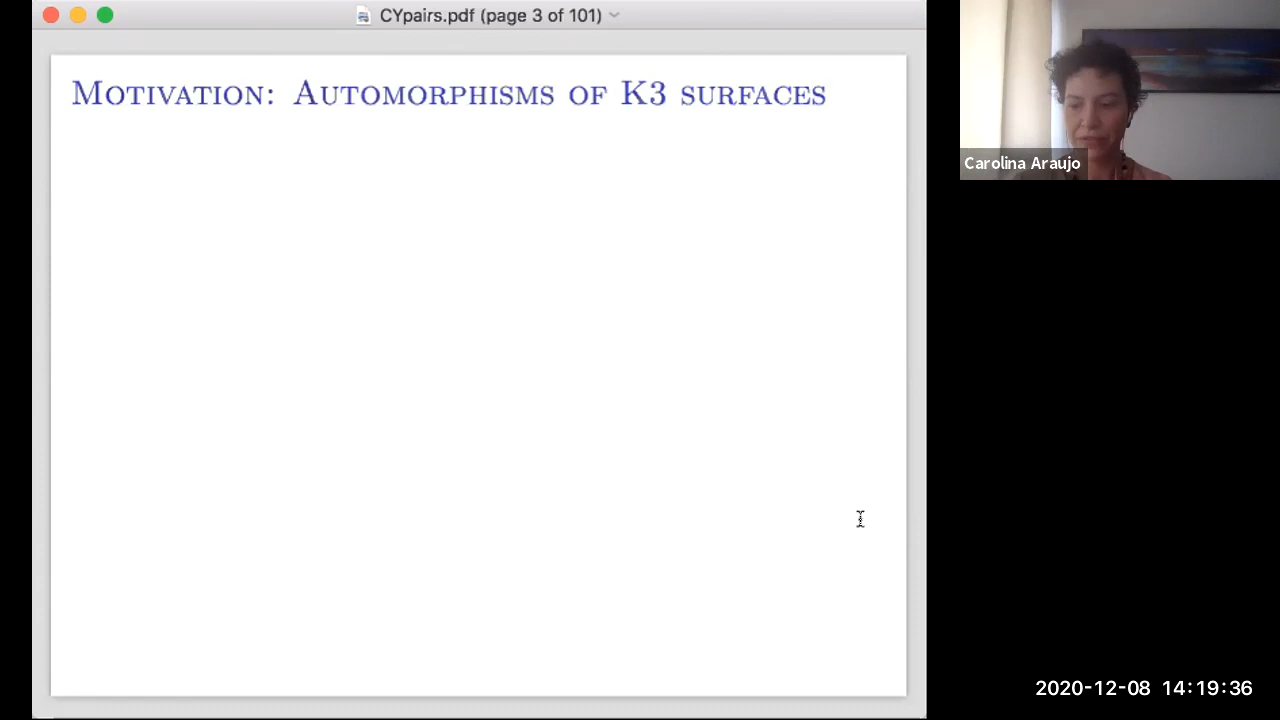 CYpairs.pdf (page 3 of 101)
Motivation: Automorphisms of K3 surfaces
Carolina Araujo
2020-12-08 14:19:36